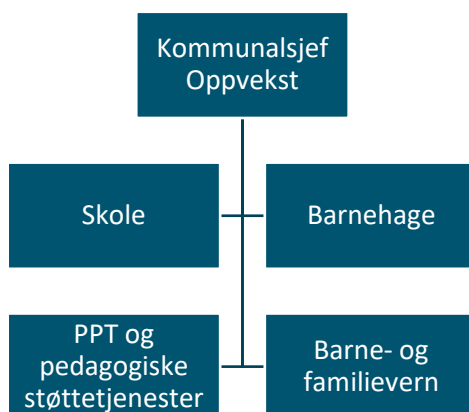 Kommunalsjef
Oppvekst
Skole
Barnehage
PPT og
pedagogiske
støttetjenester
Barne- og
familievern